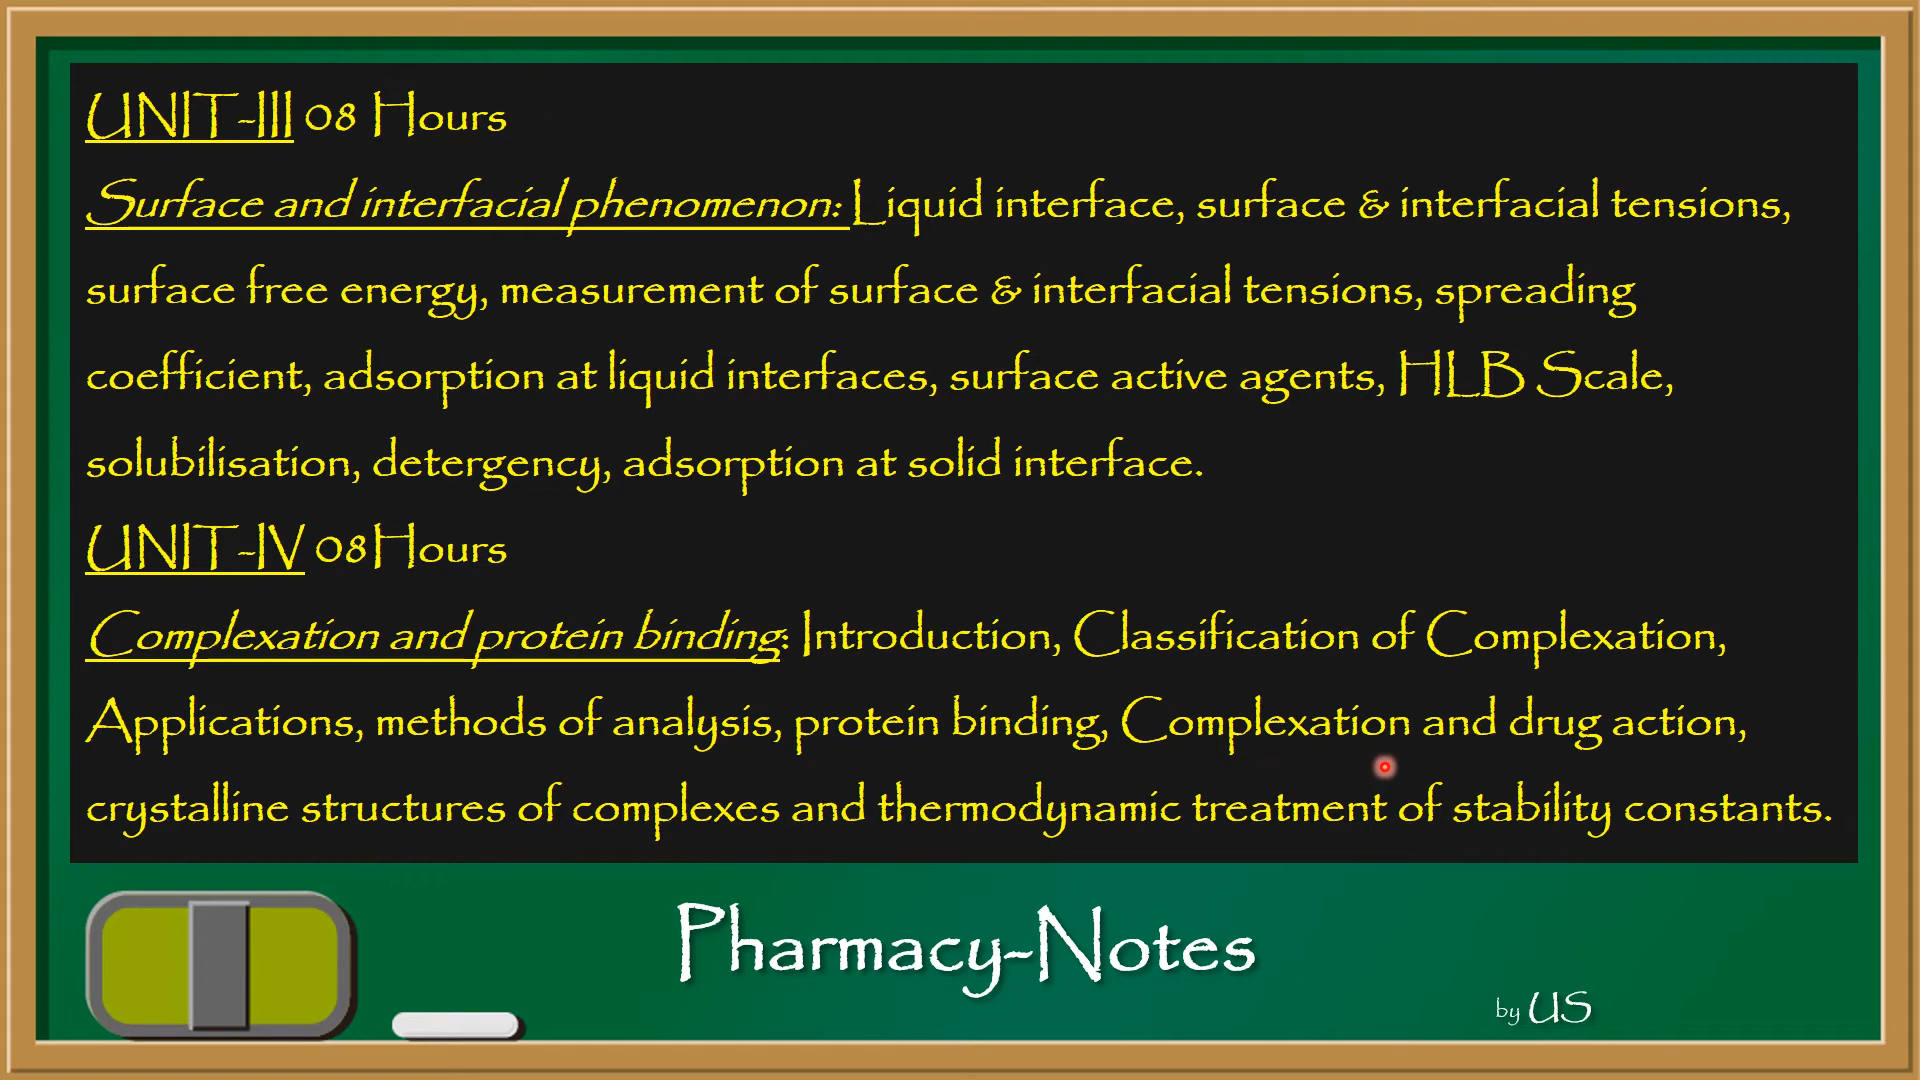 UNIT-III 08 Hours
Surface and interfacial phenomenon: Liquid interface, surface & interfacial tensions,
surface free energy, measurement of surface & interfacial tensions, spreading
coefficient, adsorption at liquid interfaces, surface active agents, HLB Scale,
solubilisation, detergency, adsorption at solid interface.
UNIT-IV 08 Hours
Complexation and protein binding: Introduction, Classification of Complexation,
Applications, methods of analysis, protein binding, Complexation and drug action,
crystalline structures of complexes and thermodynamic treatment of stability constants.
Pharmacy-Notes
by US